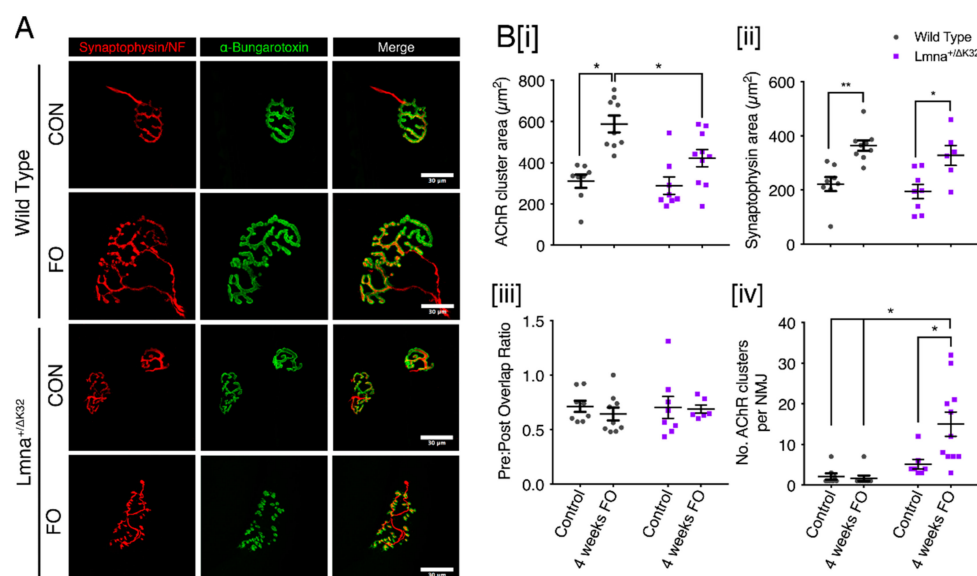 A
Synaptophysin/NF
α-Bungarotoxin
Merge
Wild Type
CON
30 µm
FO
30 µm
Lmna+/ΔK32
CON
30 µm
FO
30 µm
B[i]
AChR cluster area (µm²)
800
600
400
200
0
*
*
[ii]
Wild Type
Lmna+/ΔK32
Synaptophysin area (µm²)
600
400
200
0
**
*
[iii]
Pre:Post Overlap Ratio
1.5
1.0
0.5
0.0
Control
4 weeks FO
Control
4 weeks FO
[iv]
No. AChR clusters
per NMJ
40
30
20
10
0
*
*
Control
4 weeks FO
Control
4 weeks FO